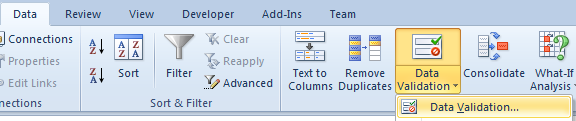 Data Review View Developer Add-Ins Team
Connections
Properties
Edit Links
nnections
A Z
Z A
A Z Z A
Sort
Filter
Clear
Reapply
Advanced
Sort & Filter
Text to
Columns
Remove
Duplicates
Data
Validation
Consolidate
What-If
Analysis
Data Validation...